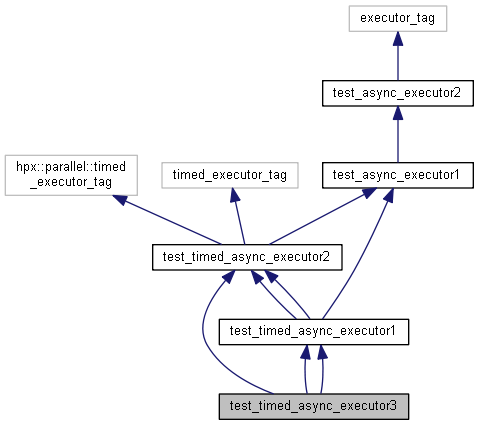 executor_tag
test_async_executor2
hpx::parallel::timed
_executor_tag
timed_executor_tag
test_async_executor1
test_timed_async_executor2
test_timed_async_executor1
test_timed_async_executor3